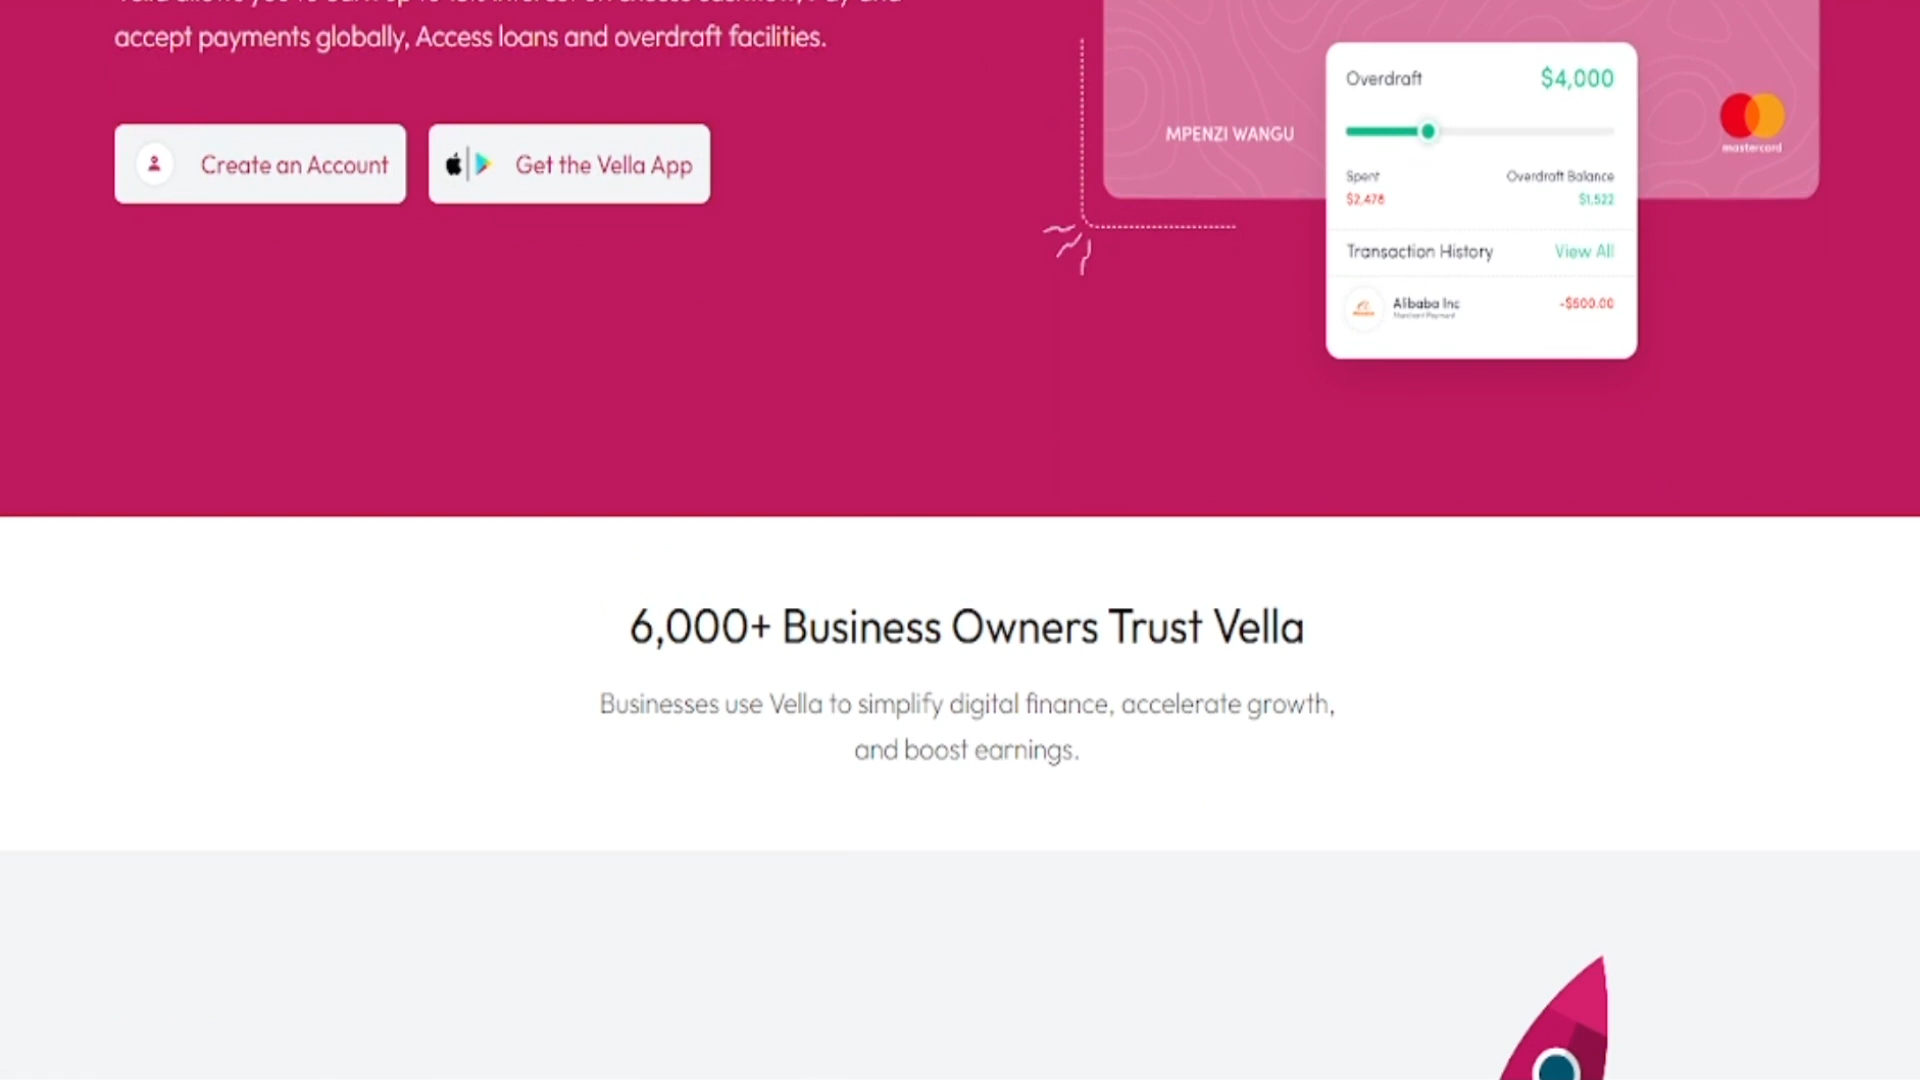 accept payments globally, Access loans and overdraft facilities.
Create an Account
Get the Vella App
MPENZI WANGU
Overdraft
$4,000
mastercard
Spent
Overdraft Balance
$2,478
$1,522
Transaction History
View All
Alibaba Inc
-$500.00
Merchant Payment
6,000+ Business Owners Trust Vella
Businesses use Vella to simplify digital finance, accelerate growth,
and boost earnings.